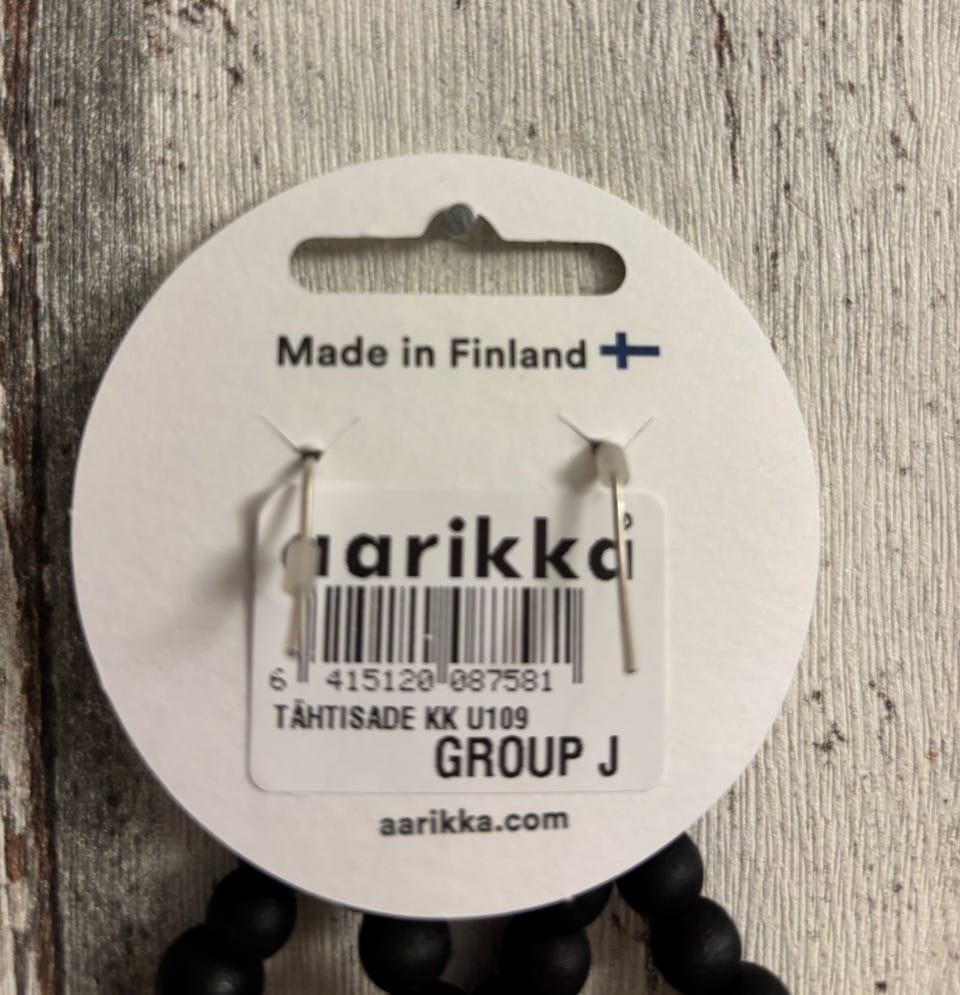 Made in Finland
aarikka
6 415120 087581
TÄHTISADE KK U109
GROUP J
aarikka.com